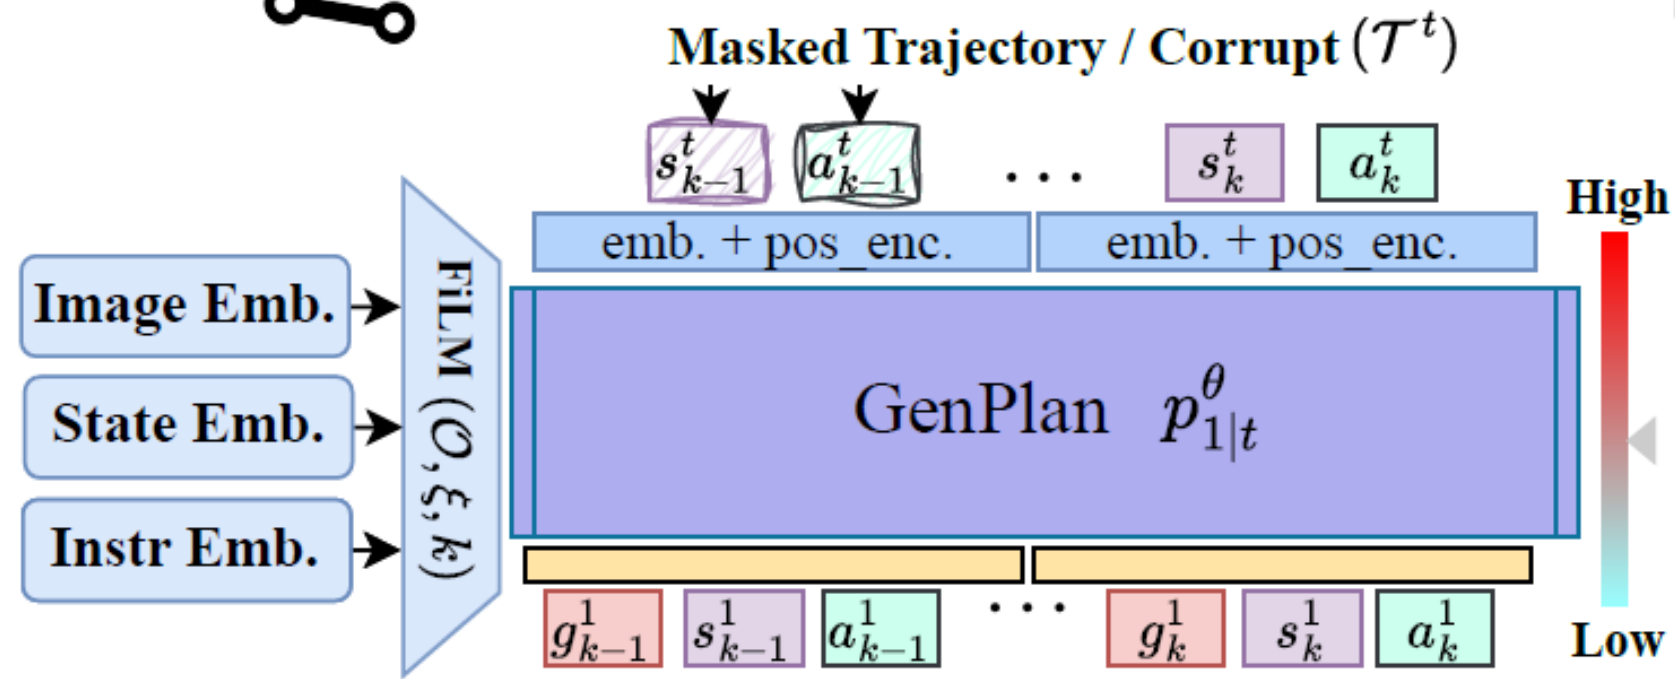 Masked Trajectory / Corrupt (𝒯^t)
s^t_{k−1} a^t_{k−1} ... s^t_k a^t_k
High
emb. + pos_enc. emb. + pos_enc.
Image Emb.
State Emb.
Instr Emb.
FiLM (𝒪, ξ, k)
GenPlan p^θ_{1|t}
g^1_{k−1} s^1_{k−1} a^1_{k−1} ... g^1_k s^1_k a^1_k
Low